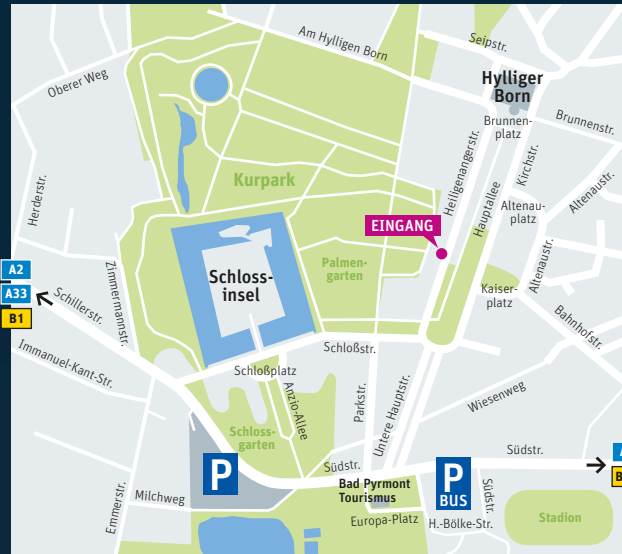 Am Hylligen Born
Seipstr.
Oberer Weg
Hylliger
Born
Brunnen-
platz
Brunnenstr.
Kurpark
Heiligenangerstr.
Kirchstr.
Hauptallee
Altenau-
platz
Altenaustr.
Herderstr.
EINGANG
Altenaustr.
Palmen-
garten
Schloss-
insel
Zimmermannstr.
A2
A33
B1
Schillerstr.
Kaiser-
platz
Bahnhofstr.
Immanuel-Kant-Str.
Schloßstr.
Schloßplatz
Anzio-Allee
Parkstr.
Untere Hauptstr.
Wiesenweg
Schloss-
garten
Südstr.
Südstr.
P
P
BUS
Bad Pyrmont
Tourismus
Südstr.
Milchweg
Emmerstr.
Europa-Platz
H.-Bölke-Str.
Stadion